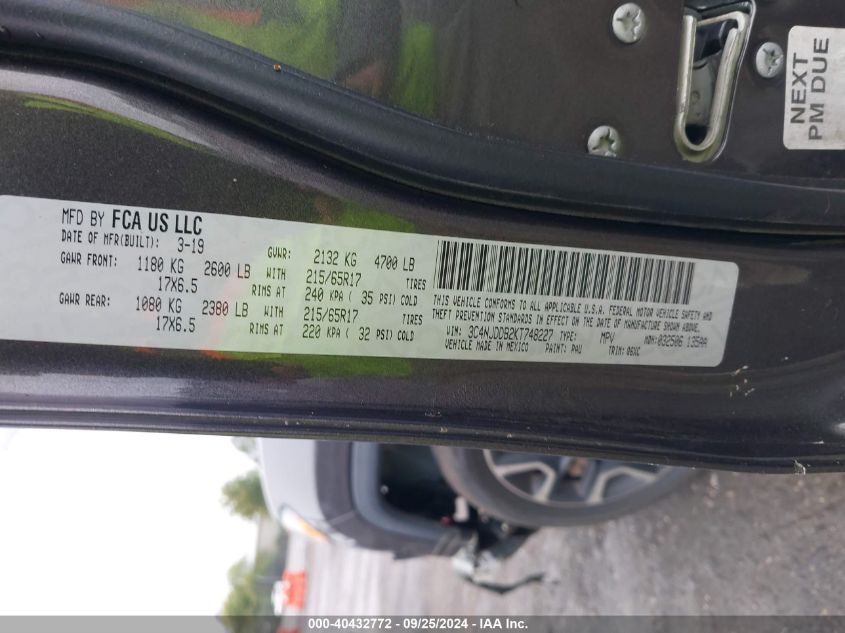 NEXT
PM DUE
MFD BY FCA US LLC
DATE OF MFR(BUILT): 3-19
GVWR: 2132 KG 4700 LB
GAWR FRONT: 1180 KG 2600 LB WITH 215/65R17 TIRES
17X6.5 RIMS AT 240 KPA ( 35 PSI) COLD
GAWR REAR: 1080 KG 2380 LB WITH 215/65R17 TIRES
17X6.5 RIMS AT 220 KPA ( 32 PSI) COLD
THIS VEHICLE CONFORMS TO ALL APPLICABLE U.S.A. FEDERAL MOTOR VEHICLE SAFETY AND
THEFT PREVENTION STANDARDS IN EFFECT ON THE DATE OF MANUFACTURE SHOWN ABOVE.
VIN: 3C4NJDDB2KT748227 TYPE: MPV MDH:032506 135AA
VEHICLE MADE IN MEXICO PAINT: PAU TRIM: 06XC
000-40432772 - 09/25/2024 - IAA Inc.